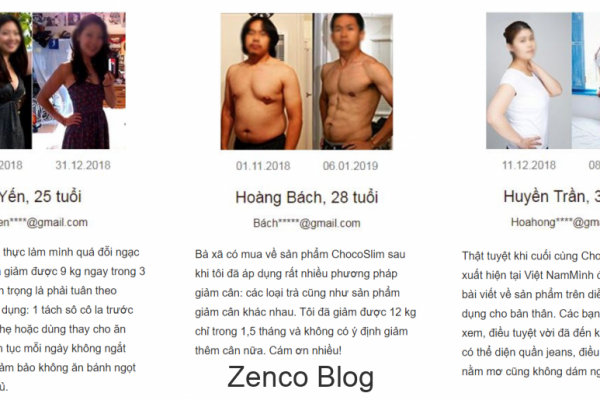 2018 31.12.2018
Yến, 25 tuổi
en****@gmail.com
thực làm mình quá đỗi ngạc
giảm được 9 kg ngay trong 3
n trọng là phải tuân theo
dụng: 1 tách sô cô la trước
hẹ hoặc dùng thay cho ăn
n tục mỗi ngày không ngắt
ảm bảo không ăn bánh ngọt
ủ.
01.11.2018 06.01.2019
Hoàng Bách, 28 tuổi
Bách*****@gmail.com
Bà xã có mua về sản phẩm ChocoSlim sau
khi tôi đã áp dụng rất nhiều phương pháp
giảm cân: các loại trà cũng như sản phẩm
giảm cân khác nhau. Tôi đã giảm được 12 kg
chỉ trong 1,5 tháng và không có ý định giảm
thêm cân nữa. Cám ơn nhiều!
11.12.2018 08
Huyền Trần, 3
Hoahong****@gma
Thật tuyệt khi cuối cùng Cho
xuất hiện tại Việt NamMình đ
bài viết về sản phẩm trên diễ
dụng cho bản thân. Các bạn
xem, điều tuyệt vời đã đến k
có thể diện quần jeans, điều
nằm mơ cũng không dám ng
Zenco Blog